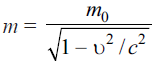 m = m₀ / √(1 − υ² / c²)